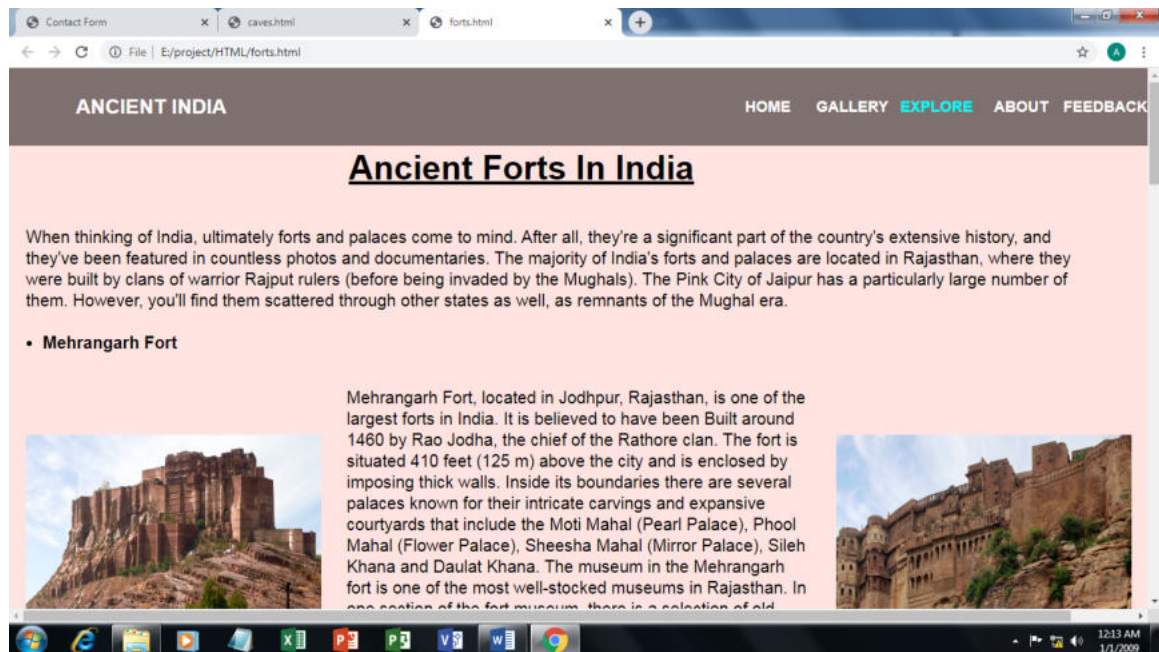 Contact Form
caves.html
forts.html
File | E:/project/HTML/forts.html
A
ANCIENT INDIA
HOME GALLERY EXPLORE ABOUT FEEDBACK
Ancient Forts In India
When thinking of India, ultimately forts and palaces come to mind. After all, they're a significant part of the country's extensive history, and
they've been featured in countless photos and documentaries. The majority of India's forts and palaces are located in Rajasthan, where they
were built by clans of warrior Rajput rulers (before being invaded by the Mughals). The Pink City of Jaipur has a particularly large number of
them. However, you'll find them scattered through other states as well, as remnants of the Mughal era.
• Mehrangarh Fort
Mehrangarh Fort, located in Jodhpur, Rajasthan, is one of the
largest forts in India. It is believed to have been Built around
1460 by Rao Jodha, the chief of the Rathore clan. The fort is
situated 410 feet (125 m) above the city and is enclosed by
imposing thick walls. Inside its boundaries there are several
palaces known for their intricate carvings and expansive
courtyards that include the Moti Mahal (Pearl Palace), Phool
Mahal (Flower Palace), Sheesha Mahal (Mirror Palace), Sileh
Khana and Daulat Khana. The museum in the Mehrangarh
fort is one of the most well-stocked museums in Rajasthan. In
one section of the fort museum, there is a selection of old
12:13 AM
1/1/2009